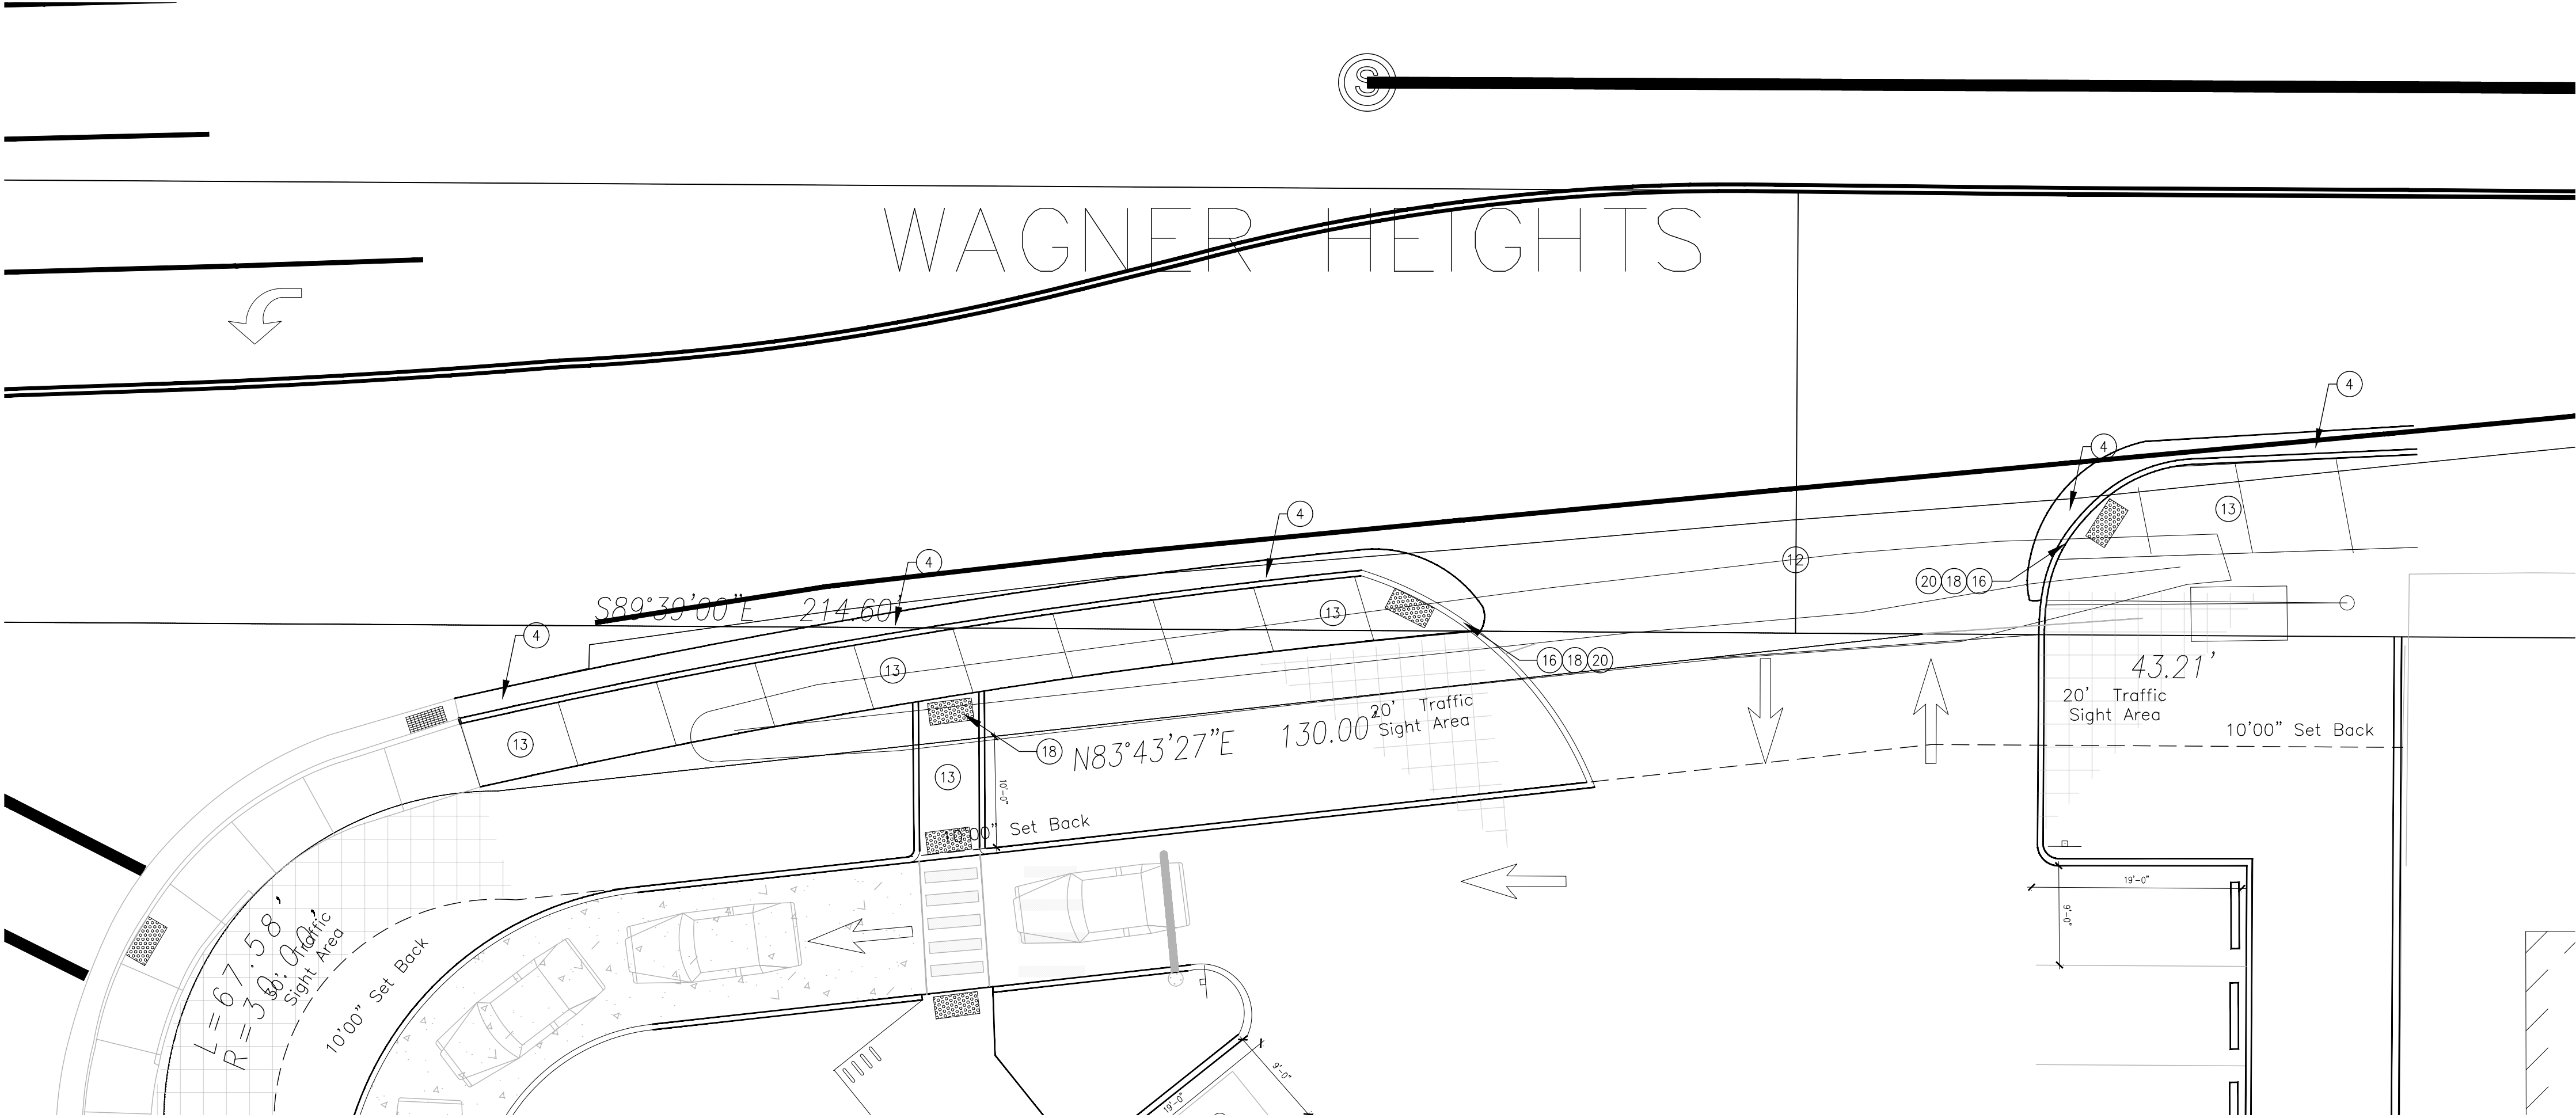 S
WAGNER HEIGHTS
4
4
4
13
S89°39'00"E 214.60'
4
12
20 18 16
4
13
13
16 18 20
43.21'
13
20' Traffic
Sight Area
20' Traffic
Sight Area
13
18
N83°43'27"E 130.00'
10'00" Set Back
13
10'-0"
10'00" Set Back
19'-0"
9'-0"
L=67.58'
R=30.00'
30' Traffic
Sight Area
10'00" Set Back
9'-0"
19'-0"